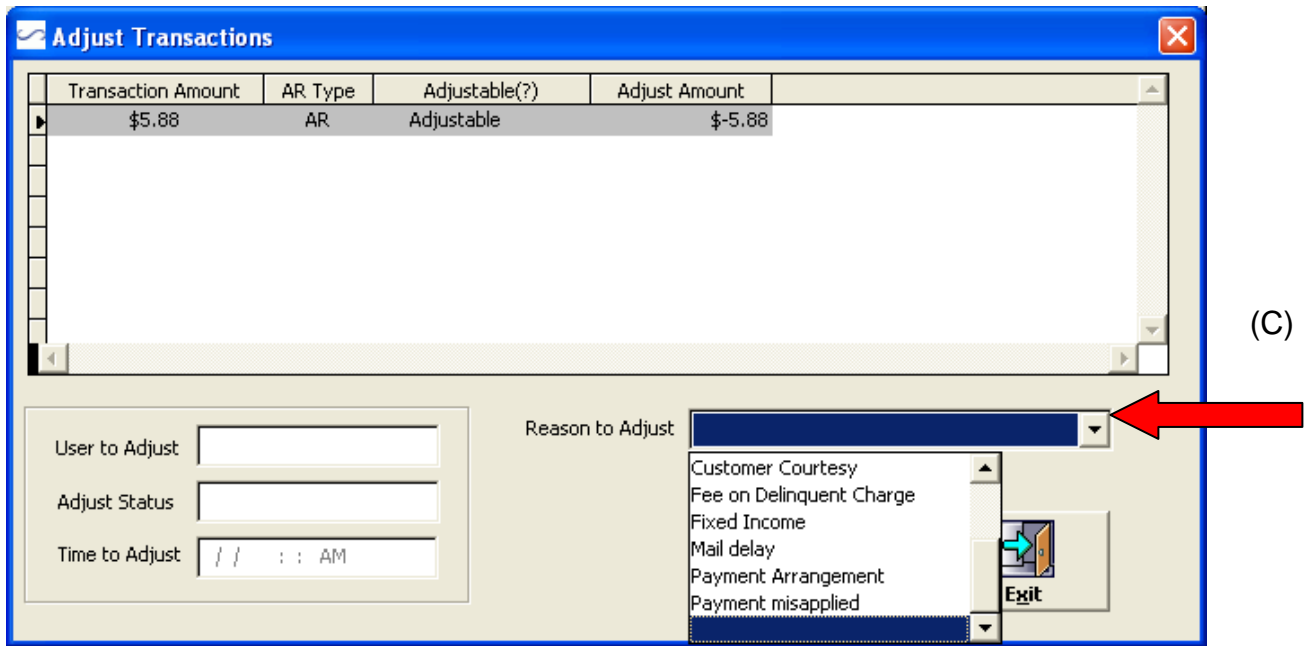 Adjust Transactions
Transaction Amount AR Type Adjustable(?) Adjust Amount
$5.88 AR Adjustable $-5.88
(C)
Reason to Adjust
User to Adjust
Customer Courtesy
Fee on Delinquent Charge
Adjust Status
Fixed Income
Mail delay
Time to Adjust / / : : AM
Payment Arrangement
Payment misapplied
Exit